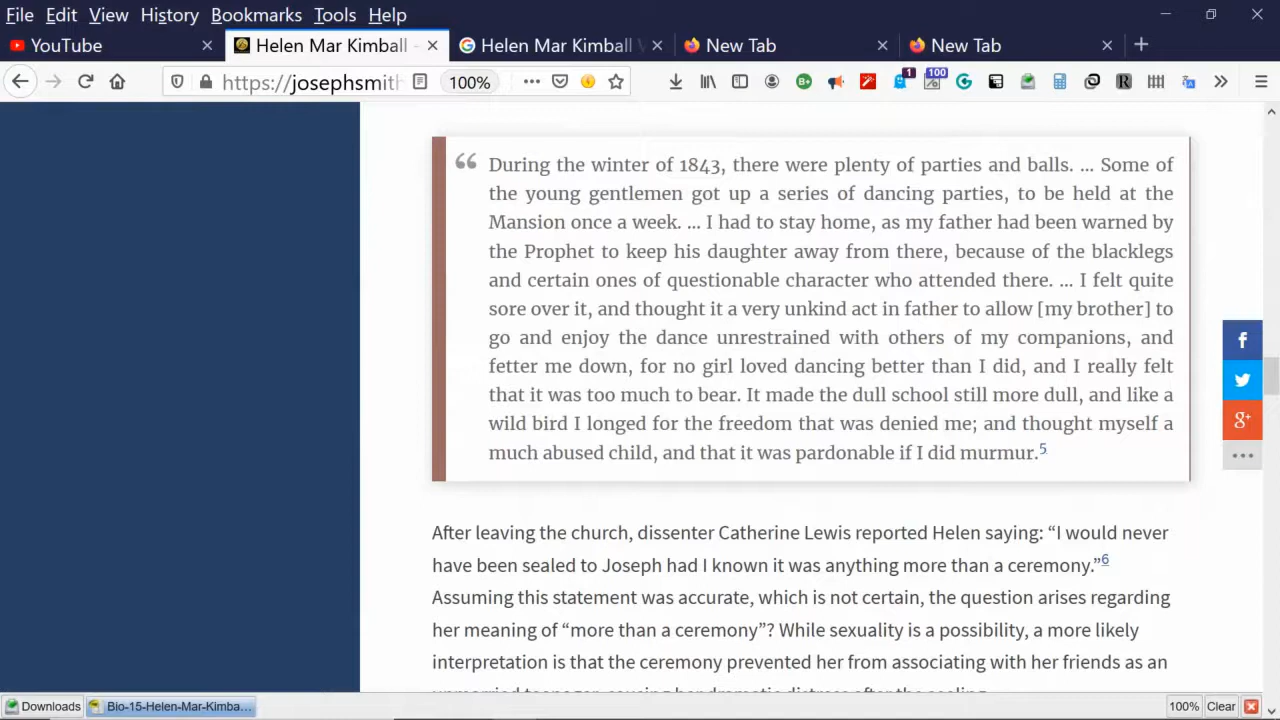 File Edit View History Bookmarks Tools Help
YouTube Helen Mar Kimball - Helen Mar Kimball New Tab New Tab
https://josephsmith 100% 1 100
During the winter of 1843, there were plenty of parties and balls. ... Some of
the young gentlemen got up a series of dancing parties, to be held at the
Mansion once a week. ... I had to stay home, as my father had been warned by
the Prophet to keep his daughter away from there, because of the blacklegs
and certain ones of questionable character who attended there. ... I felt quite
sore over it, and thought it a very unkind act in father to allow [my brother] to
go and enjoy the dance unrestrained with others of my companions, and
fetter me down, for no girl loved dancing better than I did, and I really felt
that it was too much to bear. It made the dull school still more dull, and like a
wild bird I longed for the freedom that was denied me; and thought myself a
much abused child, and that it was pardonable if I did murmur.5
After leaving the church, dissenter Catherine Lewis reported Helen saying: “I would never
have been sealed to Joseph had I known it was anything more than a ceremony.”6
Assuming this statement was accurate, which is not certain, the question arises regarding
her meaning of “more than a ceremony”? While sexuality is a possibility, a more likely
interpretation is that the ceremony prevented her from associating with her friends as an
Downloads Bio-15-Helen-Mar-Kimba... 100% Clear